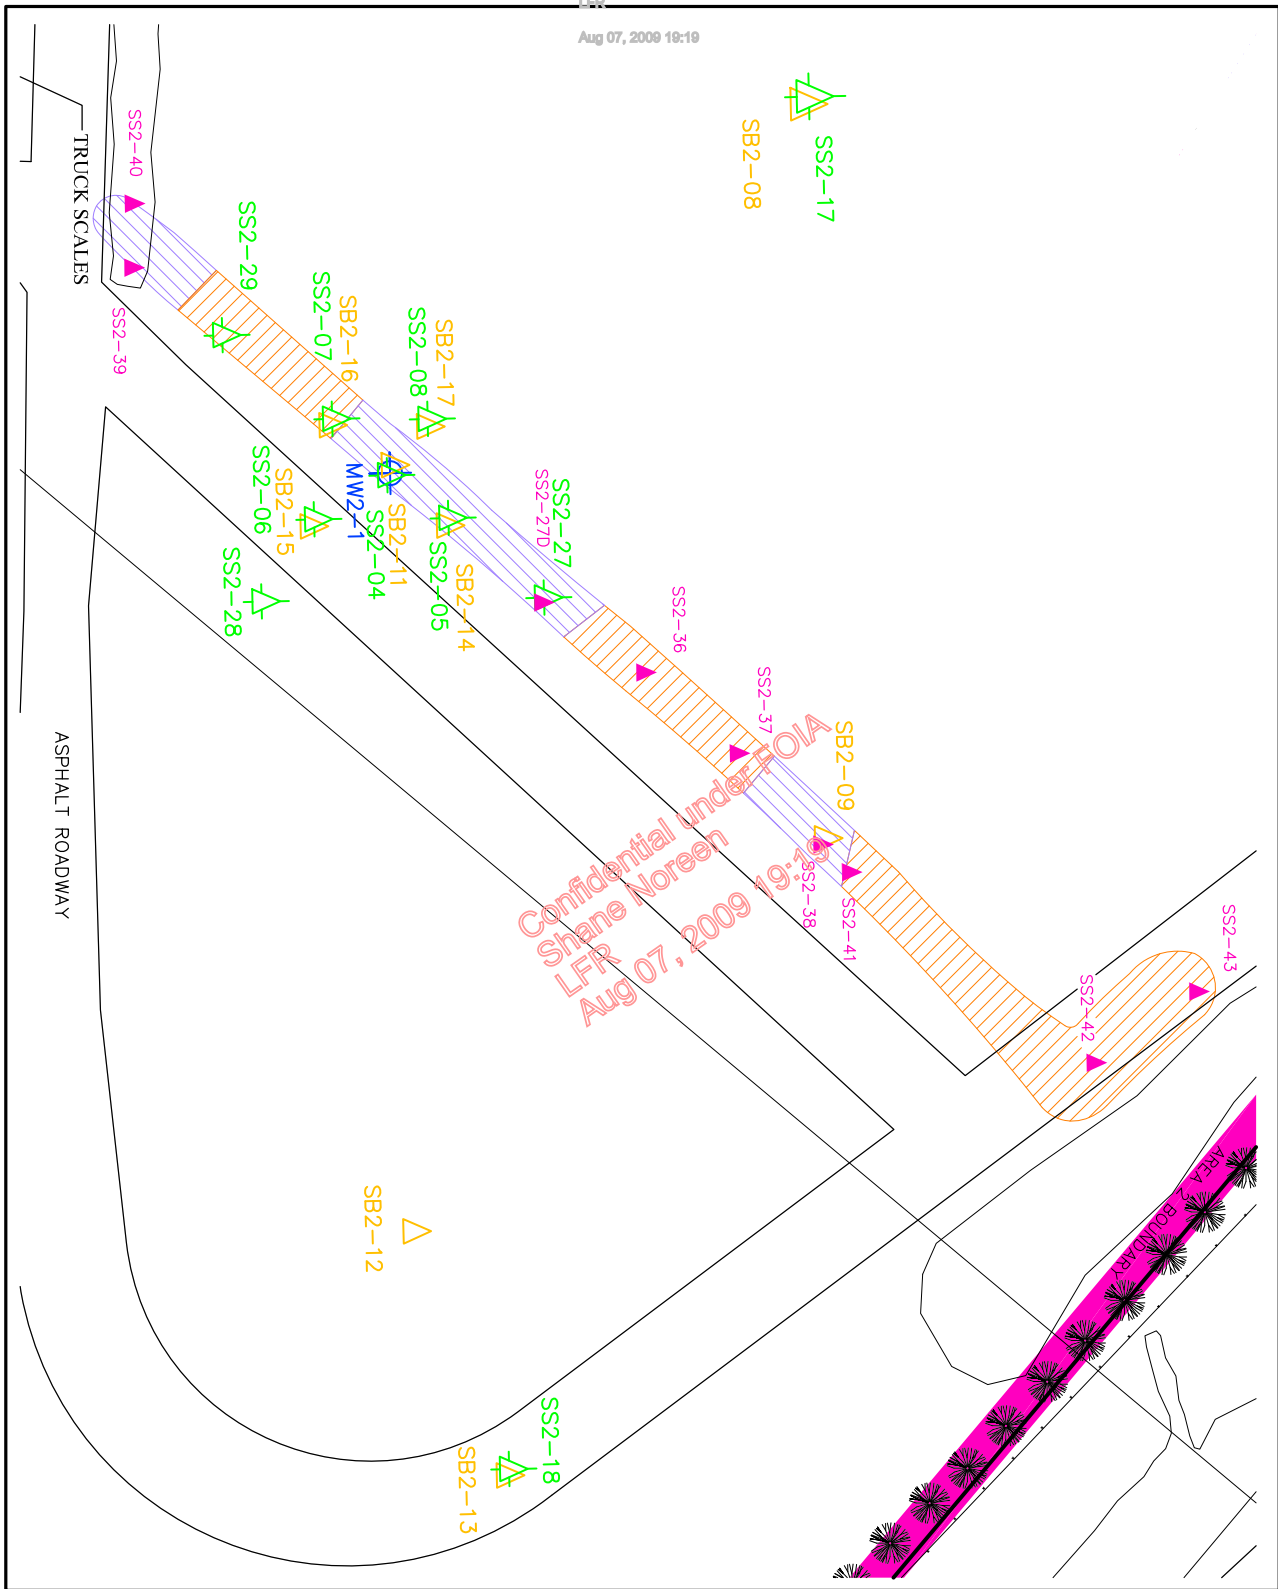 LFR
Aug 07, 2009 19:19
SS2-40
TRUCK SCALES
SS2-39
SS2-29
SS2-07
SB2-16
SS2-08
SB2-17
SB2-08
SS2-17
SS2-06
SB2-15
MW2-1
SS2-04
SB2-11
SS2-05
SB2-14
SS2-27D
SS2-27
SS2-28
SS2-36
SS2-37
SB2-09
SS2-38
SS2-41
SS2-42
SS2-43
ASPHALT ROADWAY
Confidential under FOIA
Shane Noreen
LFR
Aug 07, 2009 19:19
AREA 2 BOUNDARY
SB2-12
SS2-18
SB2-13